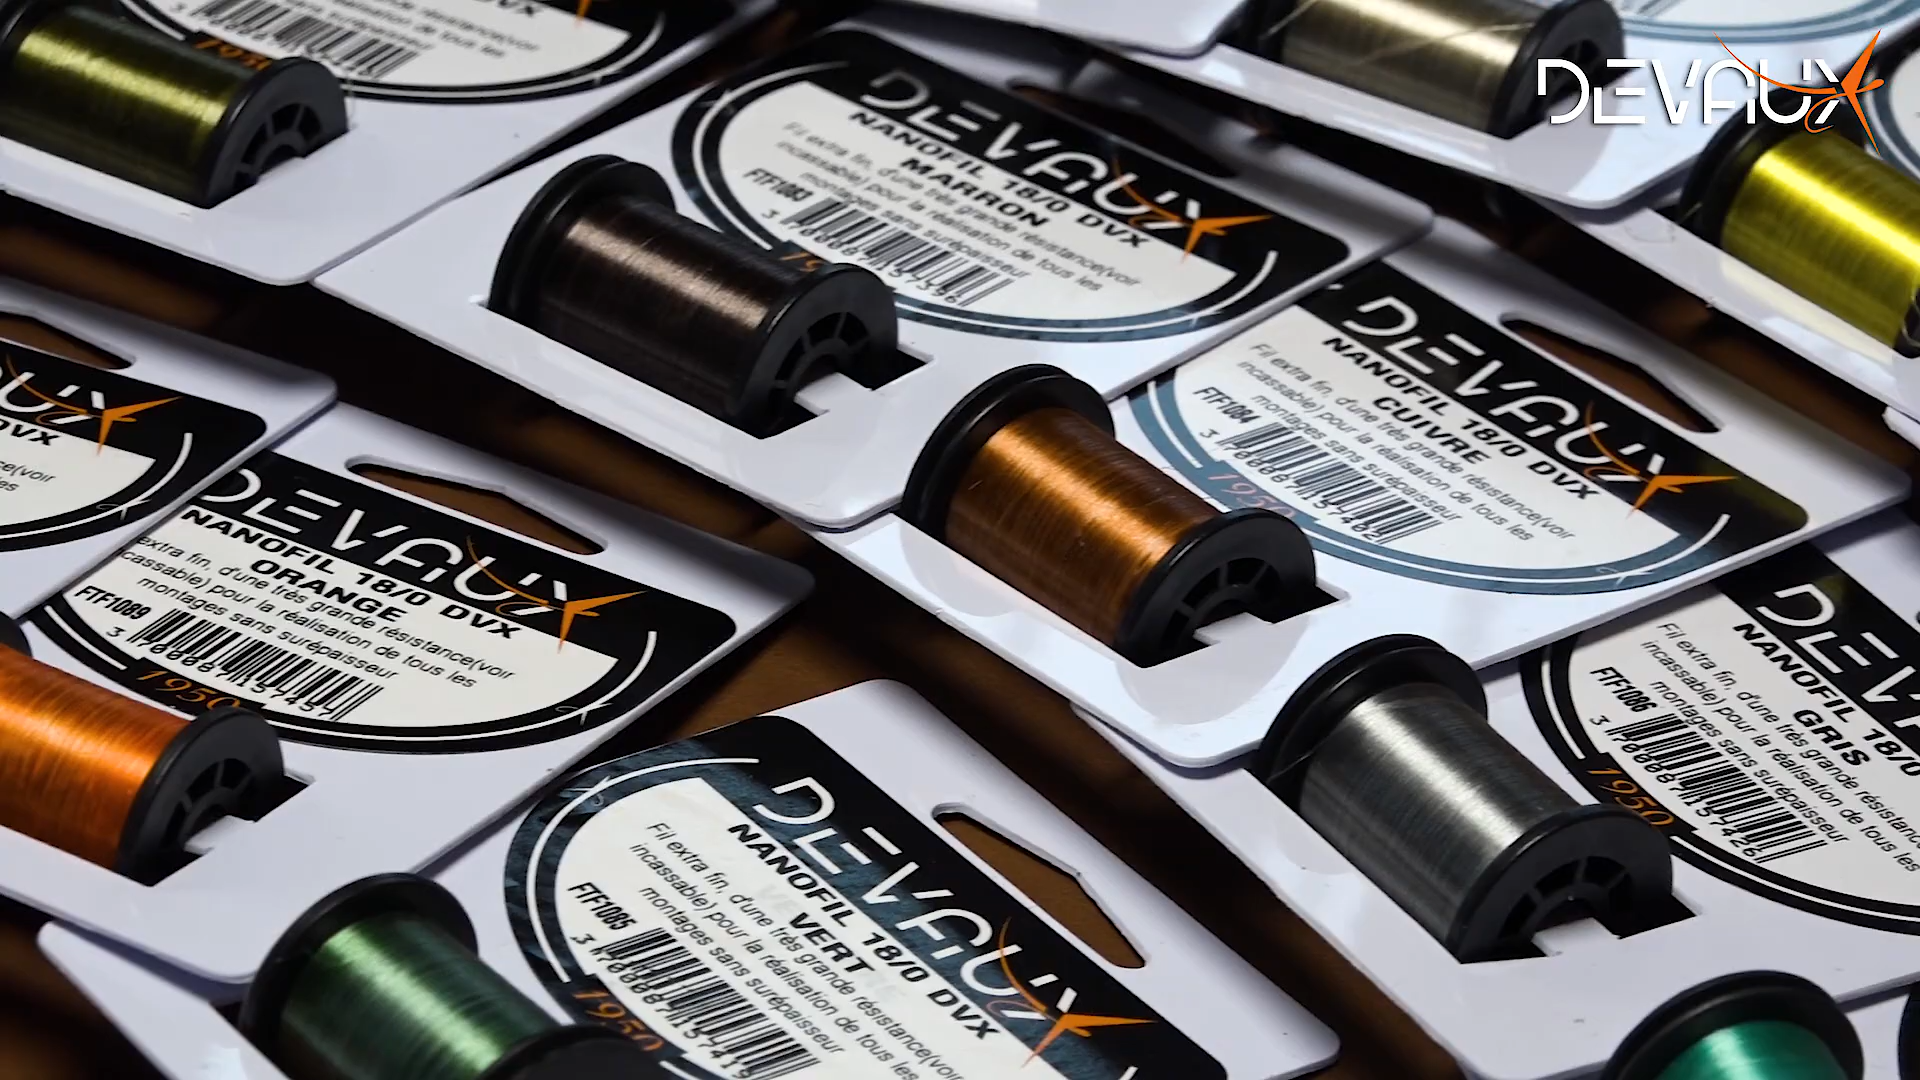 DEVAUX
1950
DEVAUX
NANOFIL 18/0 DVX
MARRON
Fil extra fin, d'une très grande résistance(voir
incassable) pour la réalisation de tous les
montages sans surépaisseur
FTF1083
DEVAUX
NANOFIL 18/0 DVX
CUIVRE
Fil extra fin, d'une très grande résistance(voir
incassable) pour la réalisation de tous les
montages sans surépaisseur
FTF1084
1950
DEVAUX
NANOFIL 18/0 DVX
ORANGE
extra fin, d'une très grande résistance(voir
cassable) pour la réalisation de tous les
montages sans surépaisseur
FTF1089
1950
NANOFIL 18/0
GRIS
Fil extra fin, d'une très grande résistance
incassable) pour la réalisation de tous les
montages sans surépaisseur
FTF1086
1950
DEVAUX
NANOFIL 18/0 DVX
VERT
Fil extra fin, d'une très grande résistance(voir
incassable) pour la réalisation de tous les
montages sans surépaisseur
FTF1085
1950